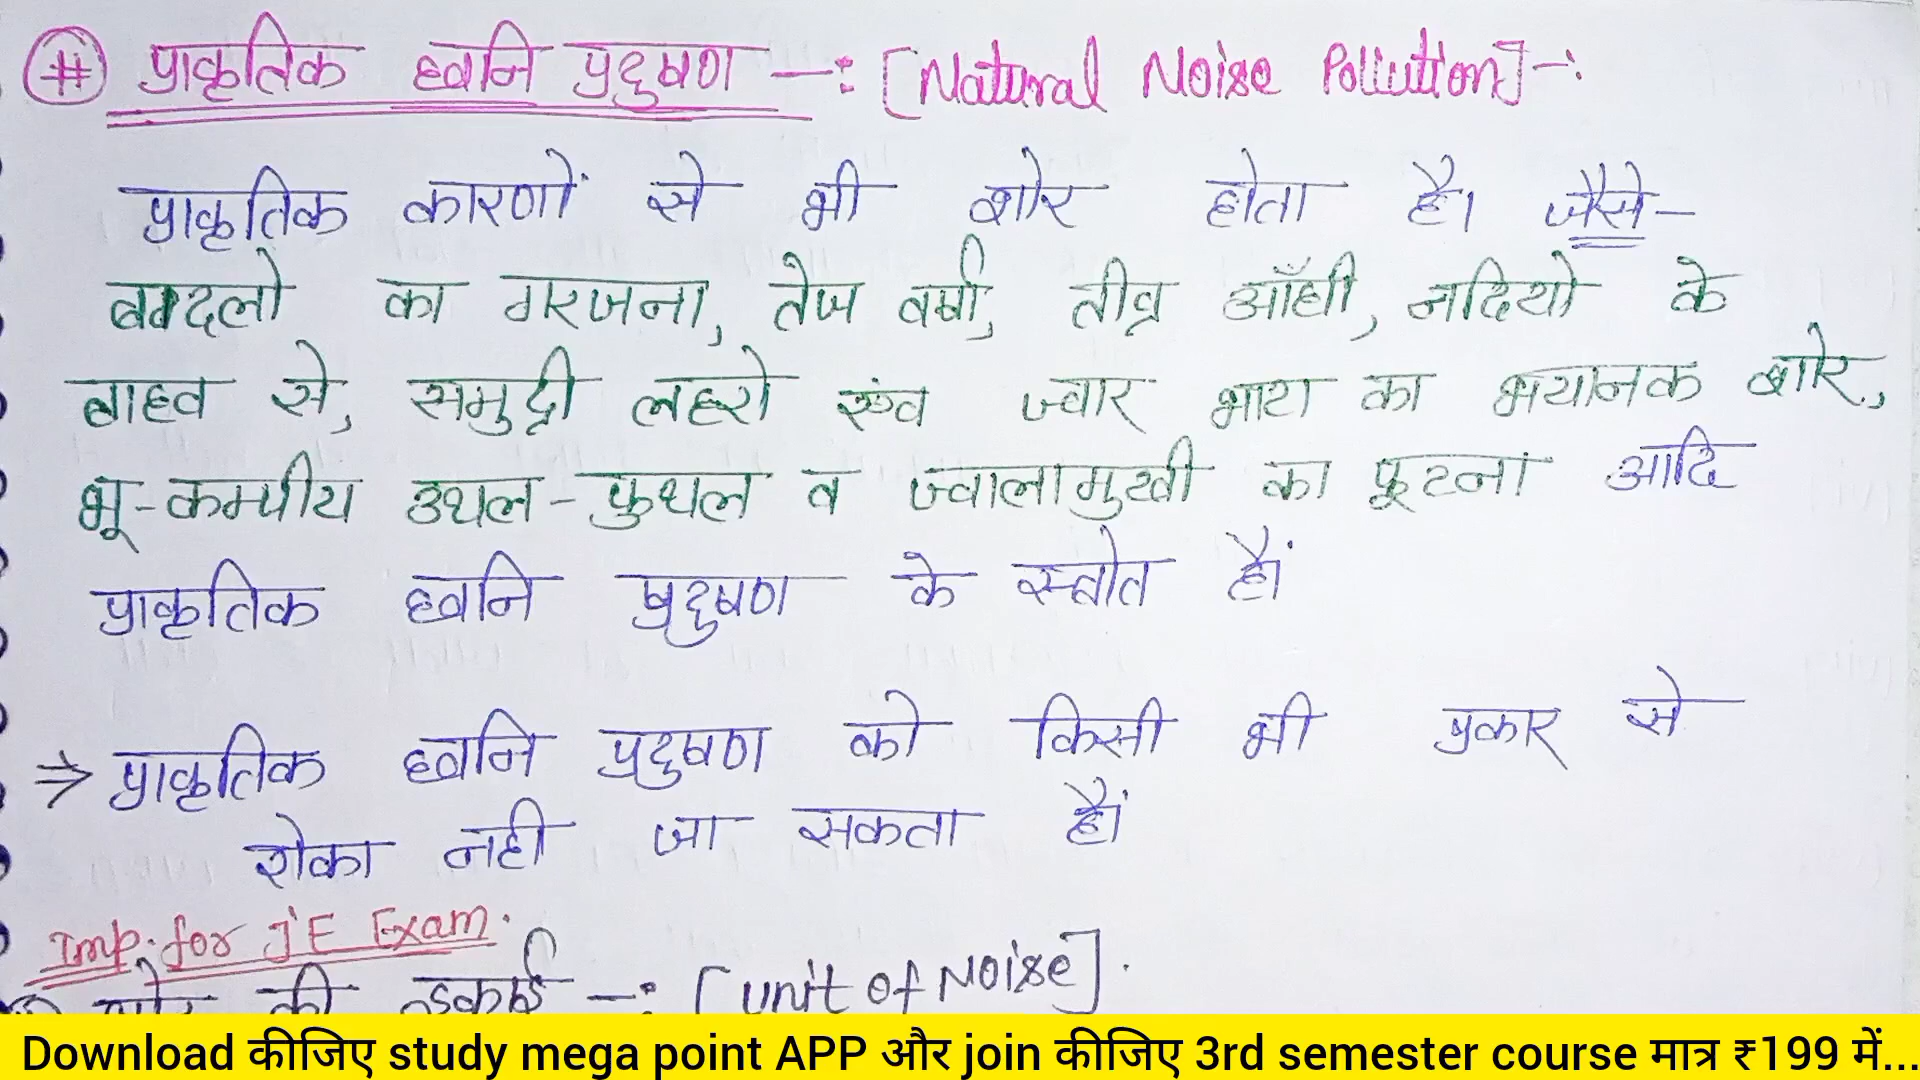 # प्राकृतिक ध्वनि प्रदुषण -: [Natural Noise Pollution] -:
प्राकृतिक कारणों से भी शोर होता है। जैसे-
बादलो का गरजना, तेज वर्षा, तीव्र आँधी, नदियो के
बाहव से, समुद्री लहरो एंव ज्वार भाटा का भयानक शोर,
भू-कम्पीय उथल-पुथल व ज्वालामुखी का फूटना आदि
प्राकृतिक ध्वनि प्रदुषण के स्त्रोत हैं।
⇒ प्राकृतिक ध्वनि प्रदुषण को किसी भी प्रकार से
रोका नही जा सकता हैं।
Imp. for JE Exam.
शोर की इकाई -: [Unit of Noise].
Download कीजिए study mega point APP और join कीजिए 3rd semester course मात्र ₹199 में...